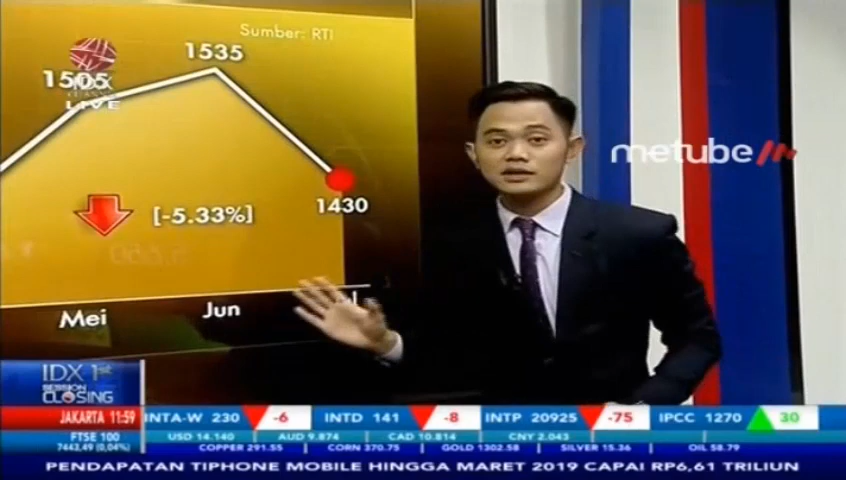 Sumber: RTI
1535
1505
IDX
LIVE
metube
1430
[-5.33%]
Mei
Jun
IDX 1st
SESSION
CLOSING
JAKARTA 11:59
INTA-W 230 -6 INTD 141 -8 INTP 20925 -75 IPCC 1270 30
FTSE 100
7443,49 (0.04%)
USD 14.140 AUD 9.874 CAD 10.814 CNY 2.043
COPPER 291.55 CORN 370.75 GOLD 1302.58 SILVER 15.36 OIL 58.79
PENDAPATAN TIPHONE MOBILE HINGGA MARET 2019 CAPAI RP6,61 TRILIUN